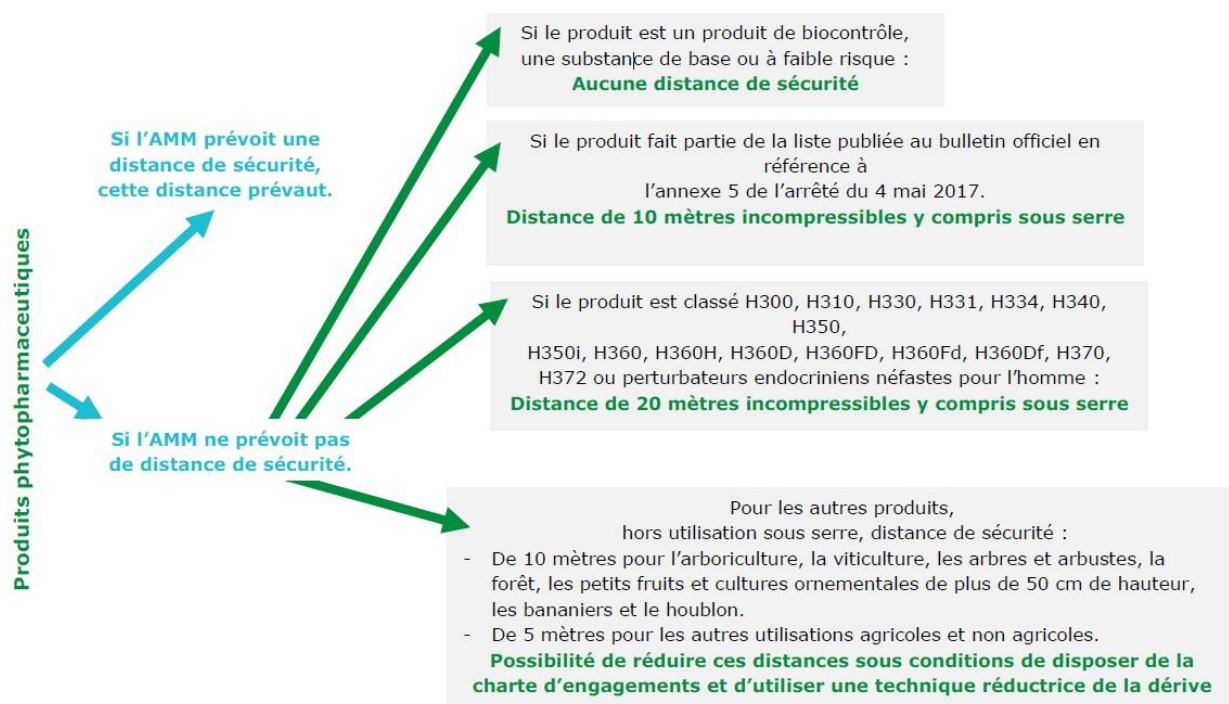 Produits phytopharmaceutiques
Si l'AMM prévoit une
distance de sécurité,
cette distance prévaut.
Si l'AMM ne prévoit pas
de distance de sécurité.
Si le produit est un produit de biocontrôle,
une substance de base ou à faible risque :
Aucune distance de sécurité
Si le produit fait partie de la liste publiée au bulletin officiel en
référence à
l'annexe 5 de l'arrêté du 4 mai 2017.
Distance de 10 mètres incompressibles y compris sous serre
Si le produit est classé H300, H310, H330, H331, H334, H340,
H350,
H350i, H360, H360H, H360D, H360FD, H360Fd, H360Df, H370,
H372 ou perturbateurs endocriniens néfastes pour l'homme :
Distance de 20 mètres incompressibles y compris sous serre
Pour les autres produits,
hors utilisation sous serre, distance de sécurité :
- De 10 mètres pour l'arboriculture, la viticulture, les arbres et arbustes, la
forêt, les petits fruits et cultures ornementales de plus de 50 cm de hauteur,
les bananiers et le houblon.
- De 5 mètres pour les autres utilisations agricoles et non agricoles.
Possibilité de réduire ces distances sous conditions de disposer de la
charte d'engagements et d'utiliser une technique réductrice de la dérive